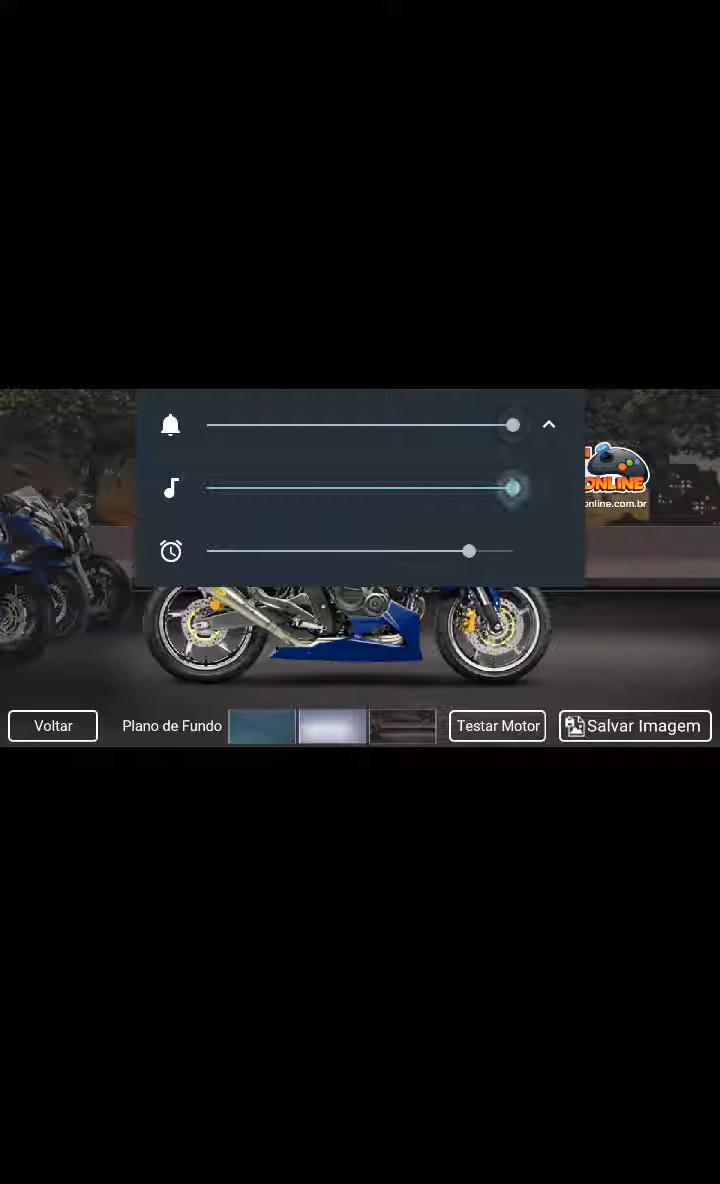 ONLINE
online.com.br
Voltar
Plano de Fundo
Testar Motor
Salvar Imagem